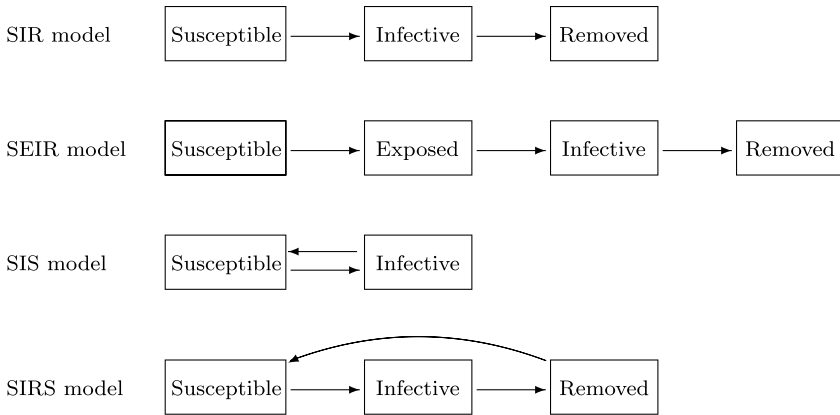 SIR model Susceptible Infective Removed
SEIR model Susceptible Exposed Infective Removed
SIS model Susceptible Infective
SIRS model Susceptible Infective Removed